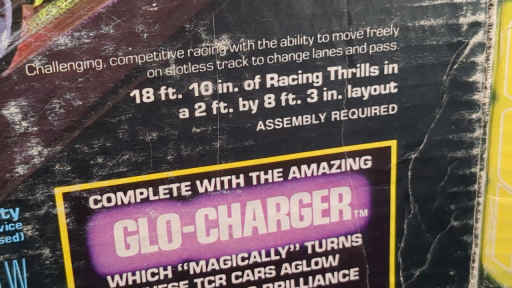 Challenging, competitive racing with the ability to move freely
on slotless track to change lanes and pass.
18 ft. 10 in. of Racing Thrills in
a 2 ft. by 8 ft. 3 in. layout
ASSEMBLY REQUIRED
COMPLETE WITH THE AMAZING
GLO-CHARGER™
WHICH "MAGICALLY" TURNS
TCR CARS AGLOW
BRILLIANCE